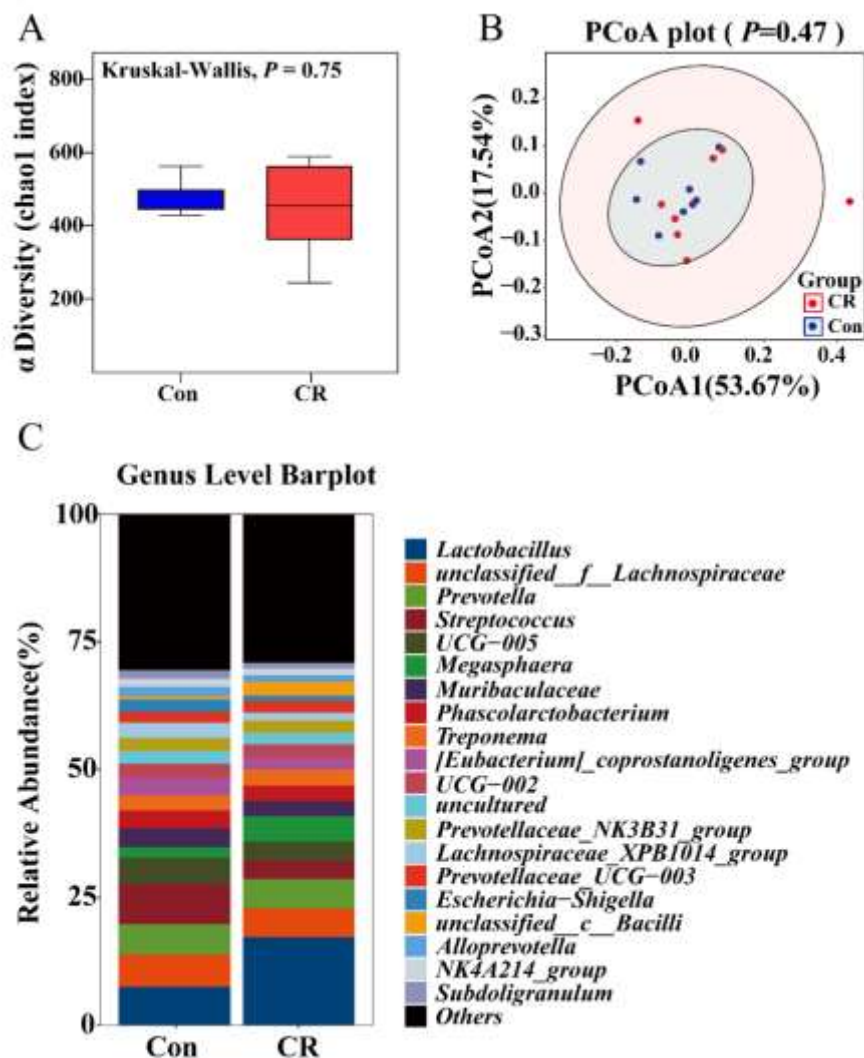 A
Kruskal-Wallis, P = 0.75
α Diversity (chao1 index)
800
600
400
200
Con
CR
B
PCoA plot ( P=0.47 )
PCoA2(17.54%)
0.2
0.1
0.0
−0.1
−0.2
−0.3
−0.2
0.0
0.2
0.4
PCoA1(53.67%)
Group
CR
Con
C
Genus Level Barplot
Relative Abundance(%)
100
75
50
25
0
Con
CR
Lactobacillus
unclassified__f__Lachnospiraceae
Prevotella
Streptococcus
UCG−005
Megasphaera
Muribaculaceae
Phascolarctobacterium
Treponema
[Eubacterium]_coprostanoligenes_group
UCG−002
uncultured
Prevotellaceae_NK3B31_group
Lachnospiraceae_XPB1014_group
Prevotellaceae_UCG−003
Escherichia−Shigella
unclassified__c__Bacilli
Alloprevotella
NK4A214_group
Subdoligranulum
Others